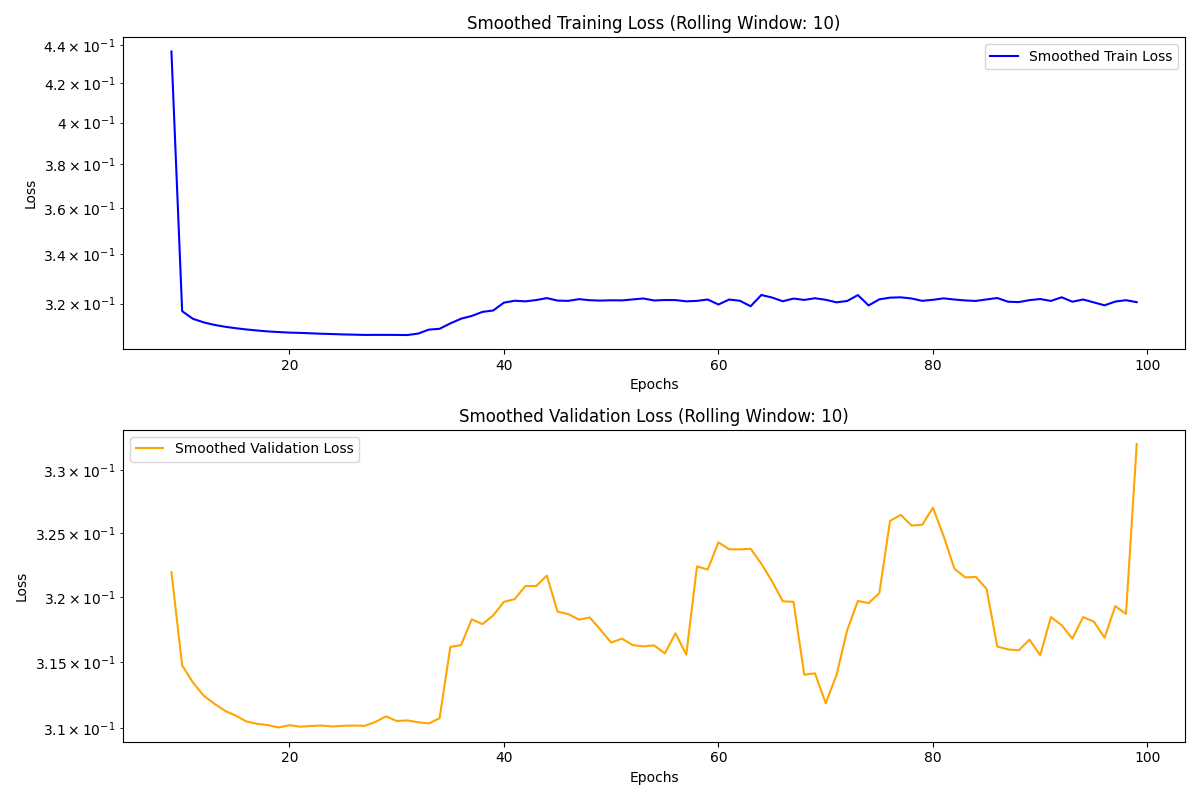 Smoothed Training Loss (Rolling Window: 10)
4.4 × 10⁻¹
4.2 × 10⁻¹
4 × 10⁻¹
3.8 × 10⁻¹
3.6 × 10⁻¹
3.4 × 10⁻¹
3.2 × 10⁻¹
Loss
Smoothed Train Loss
20 40 60 80 100
Epochs
Smoothed Validation Loss (Rolling Window: 10)
Smoothed Validation Loss
3.3 × 10⁻¹
3.25 × 10⁻¹
3.2 × 10⁻¹
3.15 × 10⁻¹
3.1 × 10⁻¹
Loss
20 40 60 80 100
Epochs